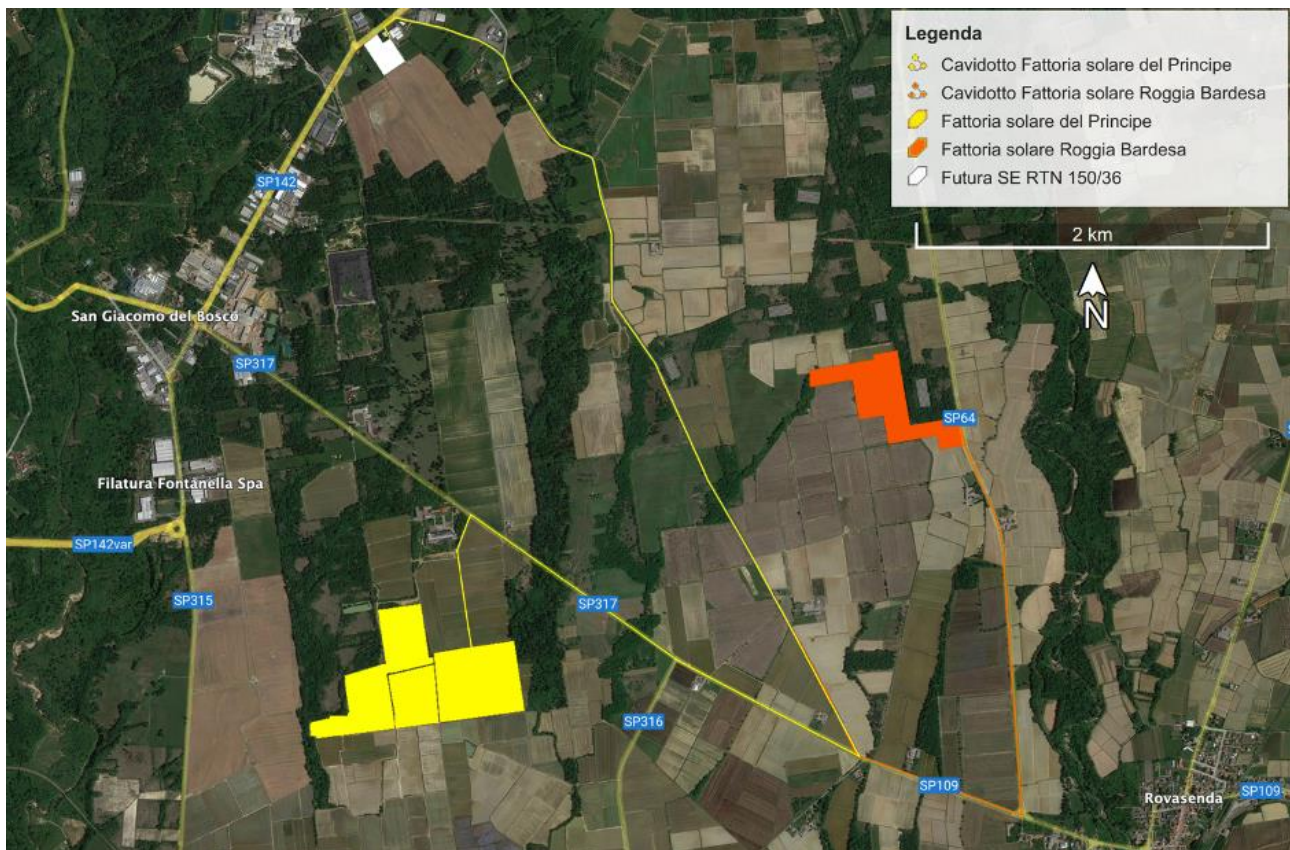 Legenda
Cavidotto Fattoria solare del Principe
Cavidotto Fattoria solare Roggia Bardesa
Fattoria solare del Principe
Fattoria solare Roggia Bardesa
Futura SE RTN 150/36
2 km
N
SP142
San Giacomo del Bosco
SP317
SP64
Filatura Fontanella Spa
SP142var
SP315
SP317
SP316
SP109
Rovasenda
SP109